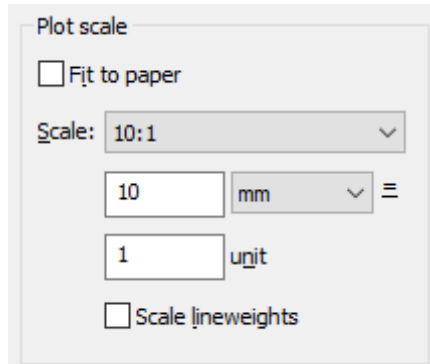 Plot scale
Fit to paper
Scale: 10:1
10 mm =
1 unit
Scale lineweights